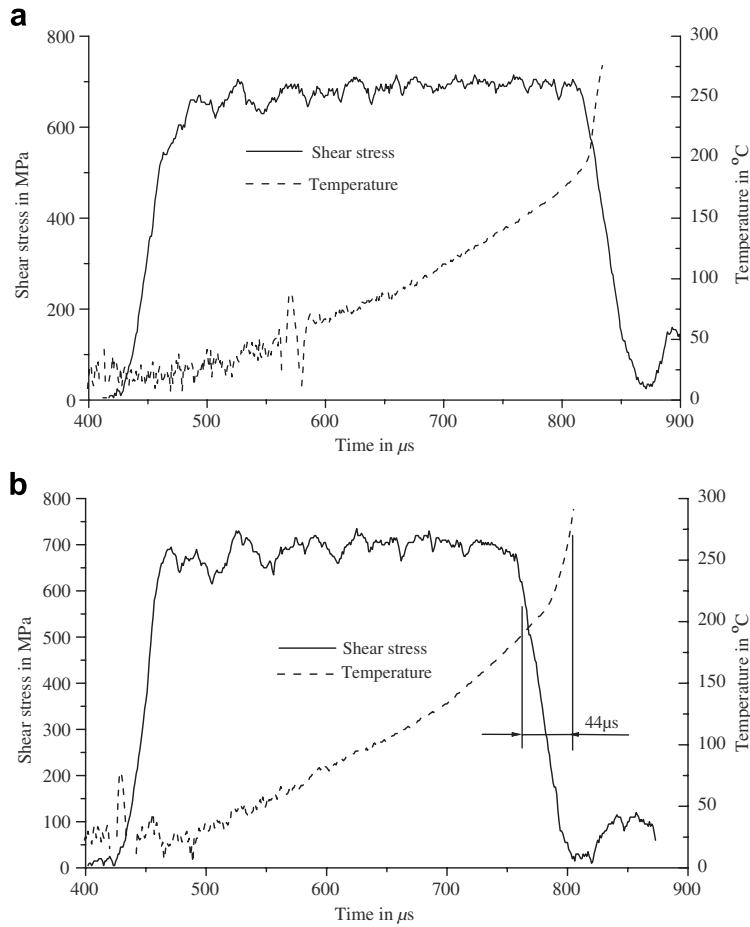 a
800
600
400
200
0
300
250
200
150
100
50
0
Shear stress in MPa
Temperature in °C
Shear stress
Temperature
400 500 600 700 800 900
Time in μs
b
800
700
600
500
400
300
200
100
0
300
250
200
150
100
50
0
Shear stress in MPa
Temperature in °C
Shear stress
Temperature
44μs
400 500 600 700 800 900
Time in μs